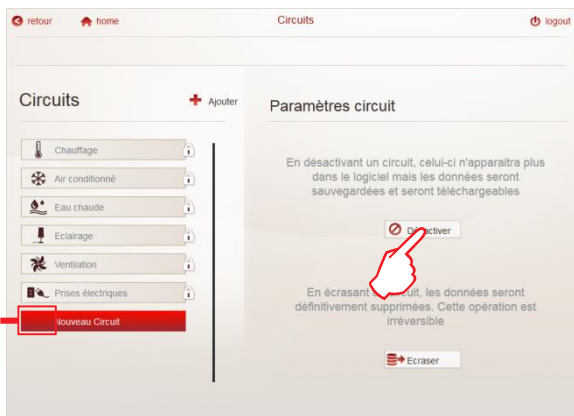 retour
home
Circuits
logout
Circuits
Ajouter
Chauffage
Air conditionné
Eau chaude
Eclairage
Ventilation
Prises électriques
Nouveau Circuit
Paramètres circuit
En désactivant un circuit, celui-ci n'apparaitra plus
dans le logiciel mais les données seront
sauvegardées et seront téléchargeables
Désactiver
En écrasant circuit, les données seront
définitivement supprimées. Cette opération est
irréversible
Ecraser